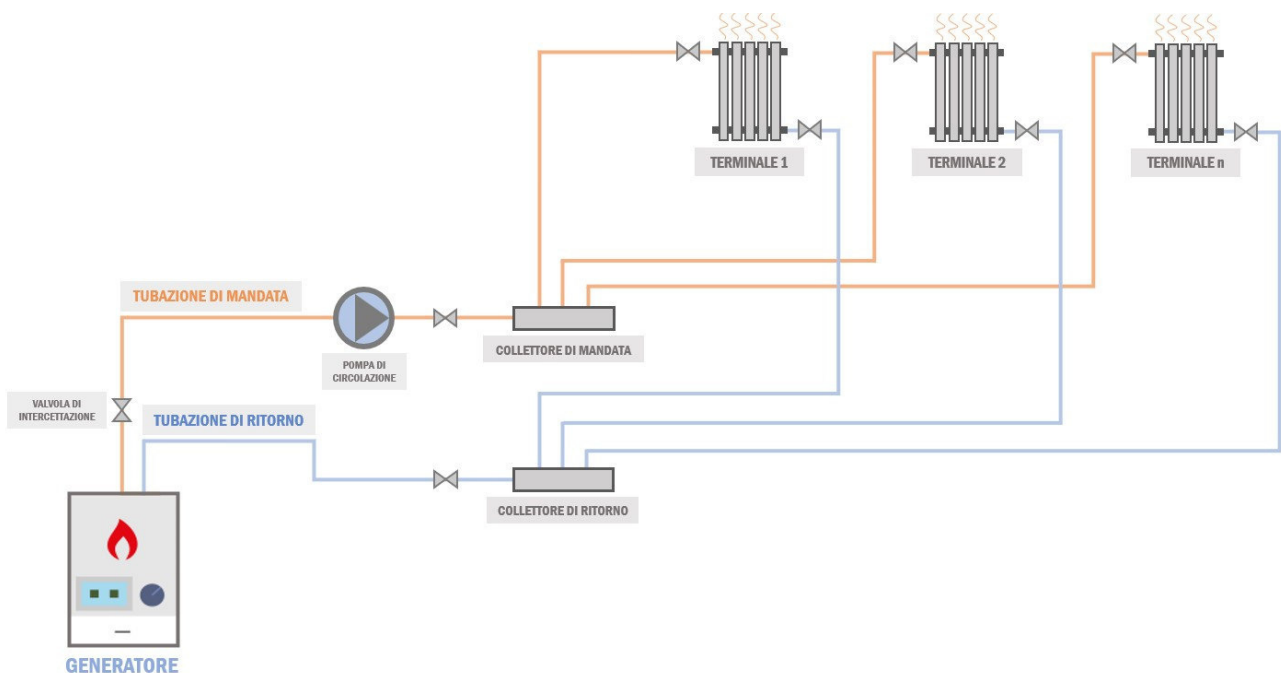 TERMINALE 1
TERMINALE 2
TERMINALE n
TUBAZIONE DI MANDATA
COLLETTORE DI MANDATA
POMPA DI
CIRCOLAZIONE
VALVOLA DI
INTERCETTAZIONE
TUBAZIONE DI RITORNO
COLLETTORE DI RITORNO
GENERATORE